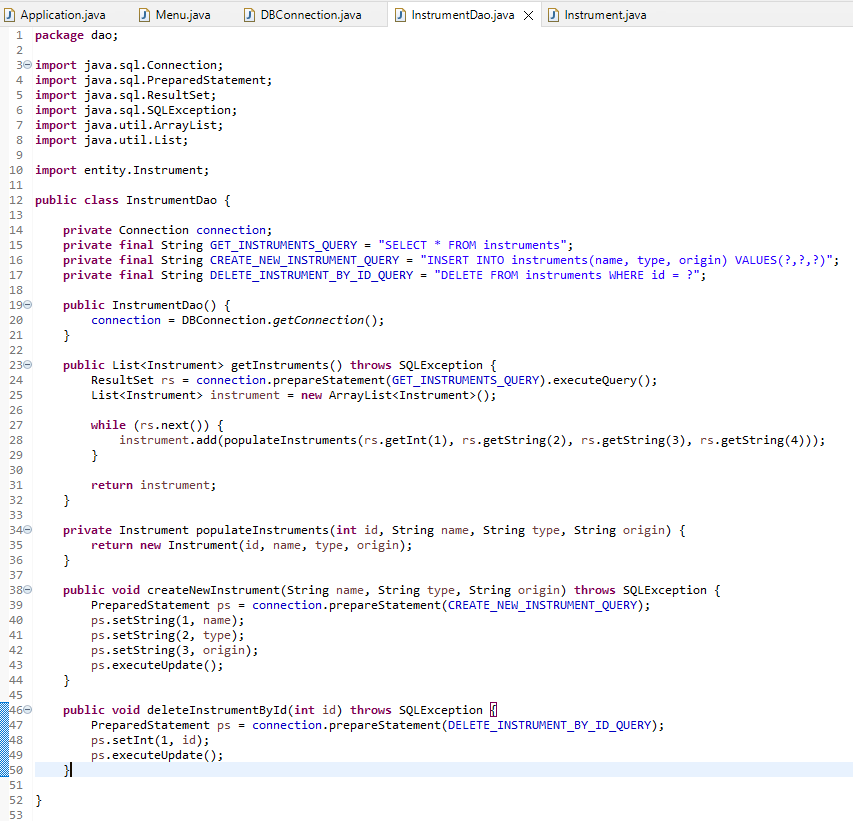 Application.java Menu.java DBConnection.java InstrumentDao.java Instrument.java
1 package dao;
2
3 import java.sql.Connection;
4 import java.sql.PreparedStatement;
5 import java.sql.ResultSet;
6 import java.sql.SQLException;
7 import java.util.ArrayList;
8 import java.util.List;
9
10 import entity.Instrument;
11
12 public class InstrumentDao {
13
14     private Connection connection;
15     private final String GET_INSTRUMENTS_QUERY = "SELECT * FROM instruments";
16     private final String CREATE_NEW_INSTRUMENT_QUERY = "INSERT INTO instruments(name, type, origin) VALUES(?,?,?)";
17     private final String DELETE_INSTRUMENT_BY_ID_QUERY = "DELETE FROM instruments WHERE id = ?";
18
19     public InstrumentDao() {
20         connection = DBConnection.getConnection();
21     }
22
23     public List<Instrument> getInstruments() throws SQLException {
24         ResultSet rs = connection.prepareStatement(GET_INSTRUMENTS_QUERY).executeQuery();
25         List<Instrument> instrument = new ArrayList<Instrument>();
26
27         while (rs.next()) {
28             instrument.add(populateInstruments(rs.getInt(1), rs.getString(2), rs.getString(3), rs.getString(4)));
29         }
30
31         return instrument;
32     }
33
34     private Instrument populateInstruments(int id, String name, String type, String origin) {
35         return new Instrument(id, name, type, origin);
36     }
37
38     public void createNewInstrument(String name, String type, String origin) throws SQLException {
39         PreparedStatement ps = connection.prepareStatement(CREATE_NEW_INSTRUMENT_QUERY);
40         ps.setString(1, name);
41         ps.setString(2, type);
42         ps.setString(3, origin);
43         ps.executeUpdate();
44     }
45
46     public void deleteInstrumentById(int id) throws SQLException {
47         PreparedStatement ps = connection.prepareStatement(DELETE_INSTRUMENT_BY_ID_QUERY);
48         ps.setInt(1, id);
49         ps.executeUpdate();
50     }
51
52 }
53